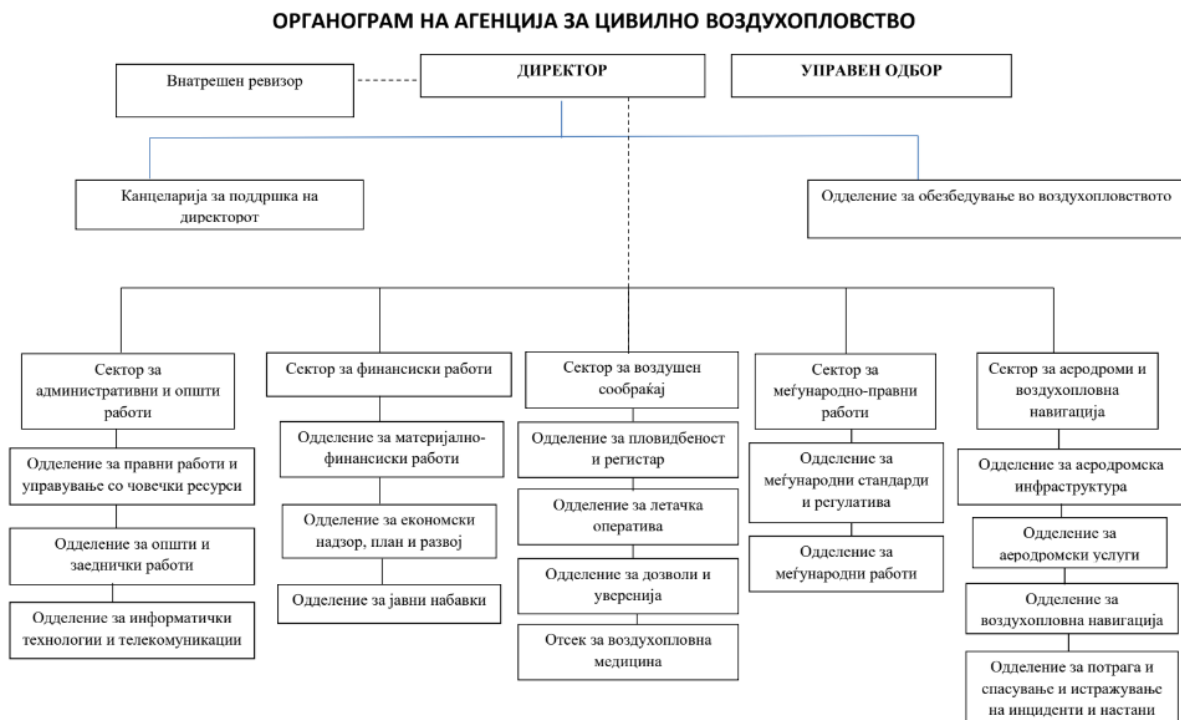 ОРГАНОГРАМ НА АГЕНЦИЈА ЗА ЦИВИЛНО ВОЗДУХОПЛОВСТВО
Внатрешен ревизор
ДИРЕКТОР
УПРАВЕН ОДБОР
Канцеларија за поддршка на
директорот
Одделение за обезбедување во воздухопловството
Сектор за
административни и општи
работи
Одделение за правни работи и
управување со човечки ресурси
Одделение за општи и
заеднички работи
Одделение за информатички
технологии и телекомуникации
Сектор за финансиски работи
Одделение за материјално-
финансиски работи
Одделение за економски
надзор, план и развој
Одделение за јавни набавки
Сектор за воздушен
сообраќај
Одделение за пловидбеност
и регистар
Одделение за летачка
оператива
Одделение за дозволи и
уверенија
Отсек за воздухопловна
медицина
Сектор за
меѓународно-правни
работи
Одделение за
меѓународни стандарди
и регулатива
Одделение за
меѓународни работи
Сектор за аеродроми и
воздухопловна
навигација
Одделение за аеродромска
инфраструктура
Одделение за
аеродромски услуги
Одделение за
воздухопловна навигација
Одделение за потрага и
спасување и истражување
на инциденти и настани